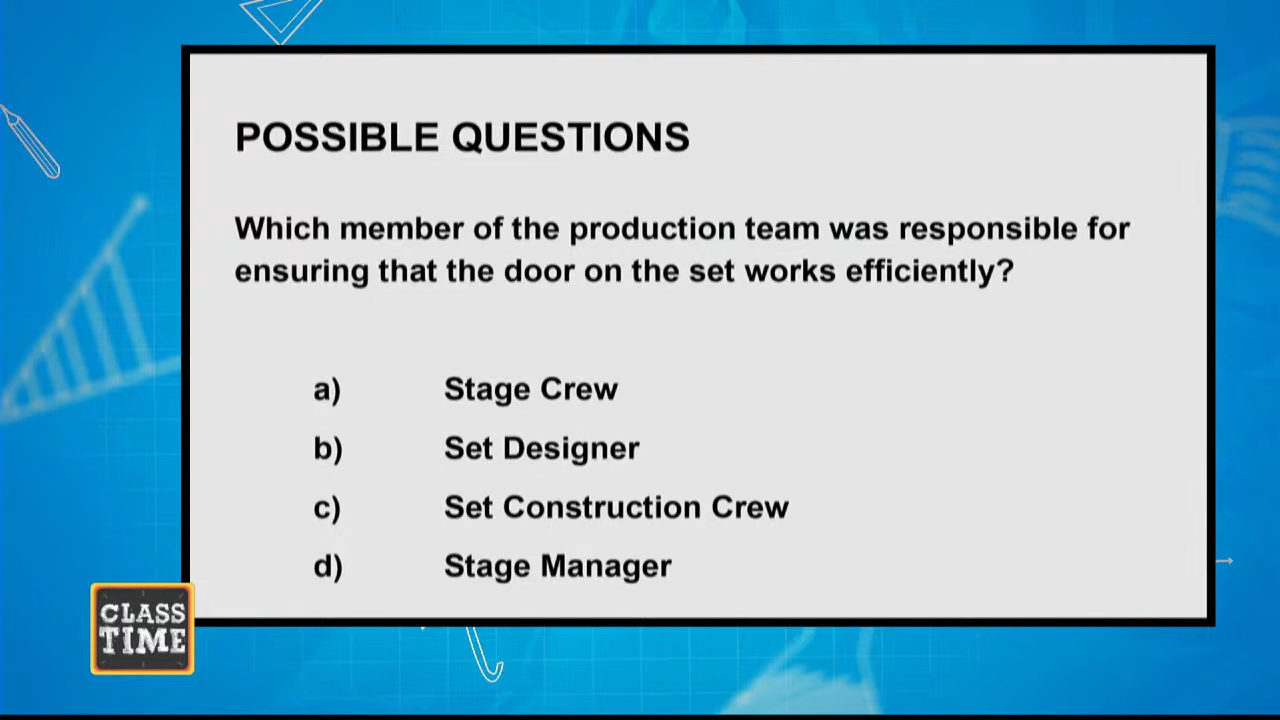 POSSIBLE QUESTIONS
Which member of the production team was responsible for
ensuring that the door on the set works efficiently?
a) Stage Crew
b) Set Designer
c) Set Construction Crew
d) Stage Manager
CLASS
TIME